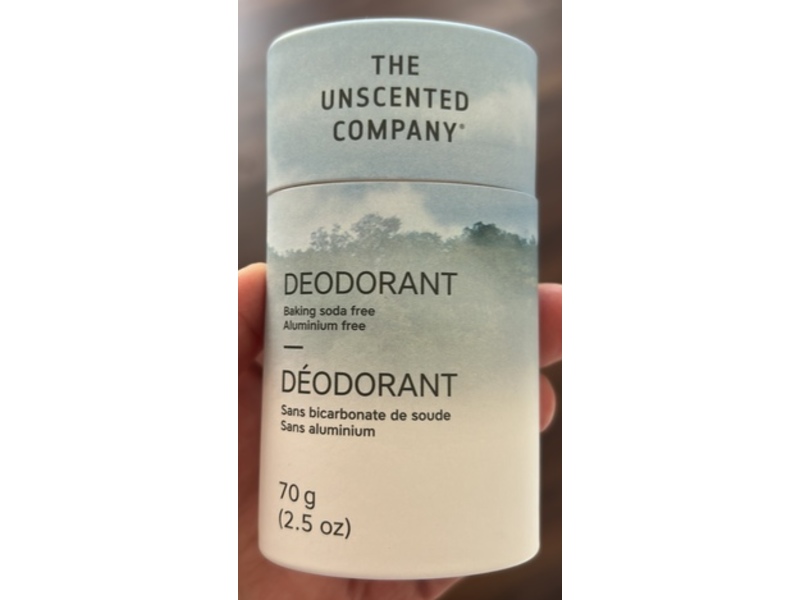 THE
UNSCENTED
COMPANY®
DEODORANT
Baking soda free
Aluminium free
DÉODORANT
Sans bicarbonate de soude
Sans aluminium
70 g
(2.5 oz)